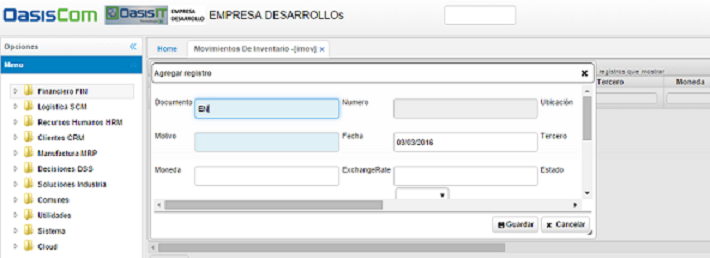 OasisCom OasisIT EMPRESA DESARROLLO EMPRESA DESARROLLOs
Opciones
Home Movimientos De Inventario -[imov] x
Menu
Agregar registro x
registros que mostrar
Tercero Moneda
Financiero FIN
Logística SCM
Recursos Humanos HRM
Clientes CRM
Manufactura MRP
Decisiones DSS
Soluciones Industria
Comunes
Utilidades
Sistema
Cloud
Documento EN Numero Ubicación
Motivo Fecha 03/03/2016 Tercero
Moneda ExchangeRate Estado
Guardar x Cancelar